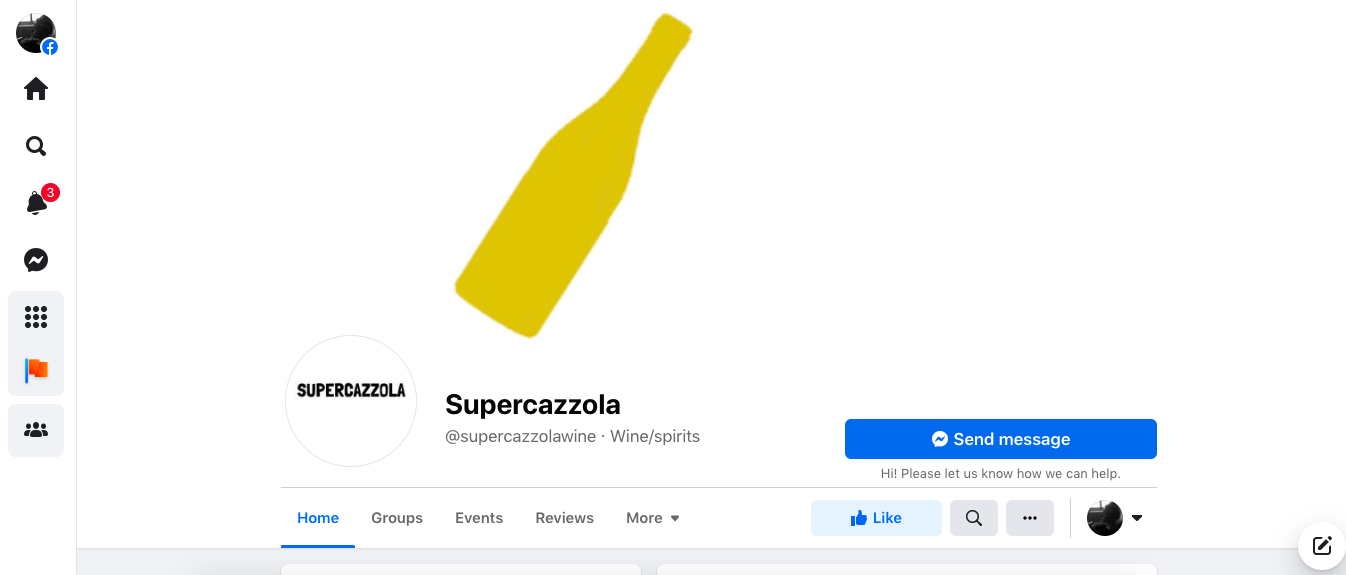 3
SUPERCAZZOLA
Supercazzola
@supercazzolawine · Wine/spirits
Send message
Hi! Please let us know how we can help.
Home Groups Events Reviews More
Like